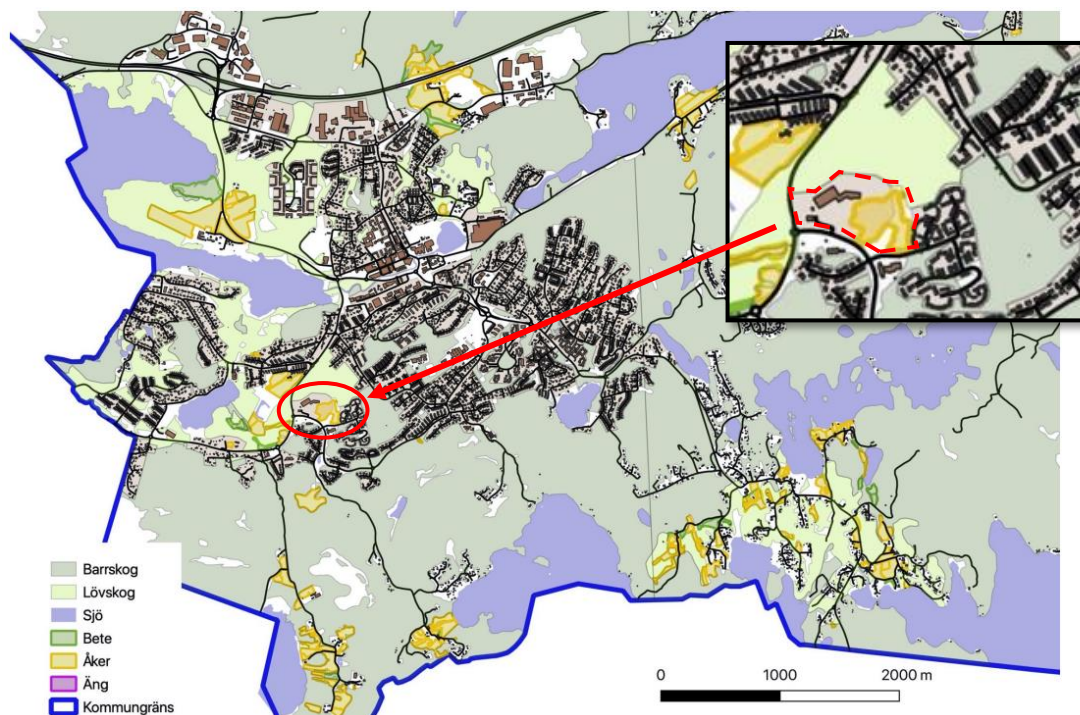 Barrskog
Lövskog
Sjö
Bete
Åker
Äng
Kommungräns
0 1000 2000 m